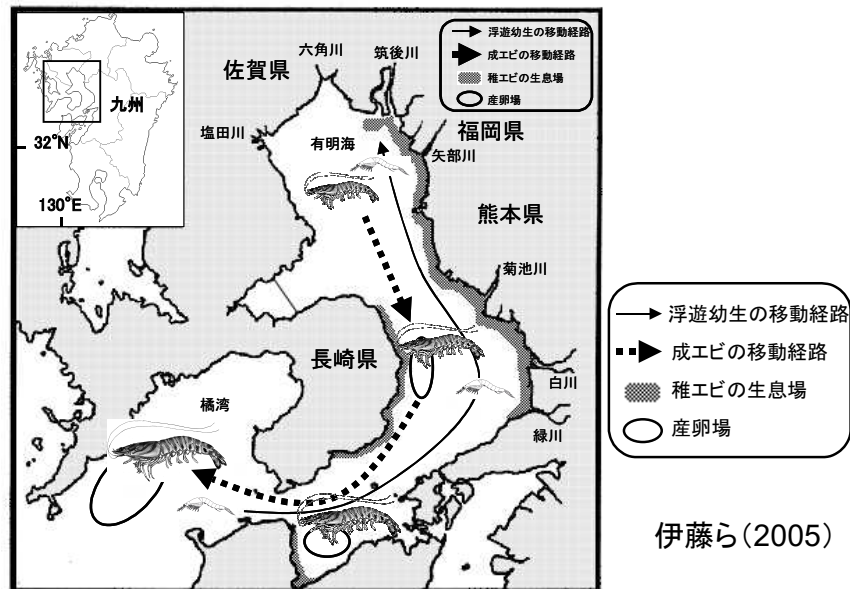 九州
32°N
130°E
佐賀県
六角川
筑後川
浮遊幼生の移動経路
成エビの移動経路
稚エビの生息場
産卵場
塩田川
有明海
福岡県
矢部川
熊本県
菊池川
長崎県
橘湾
白川
緑川
浮遊幼生の移動経路
成エビの移動経路
稚エビの生息場
産卵場
伊藤ら(2005)